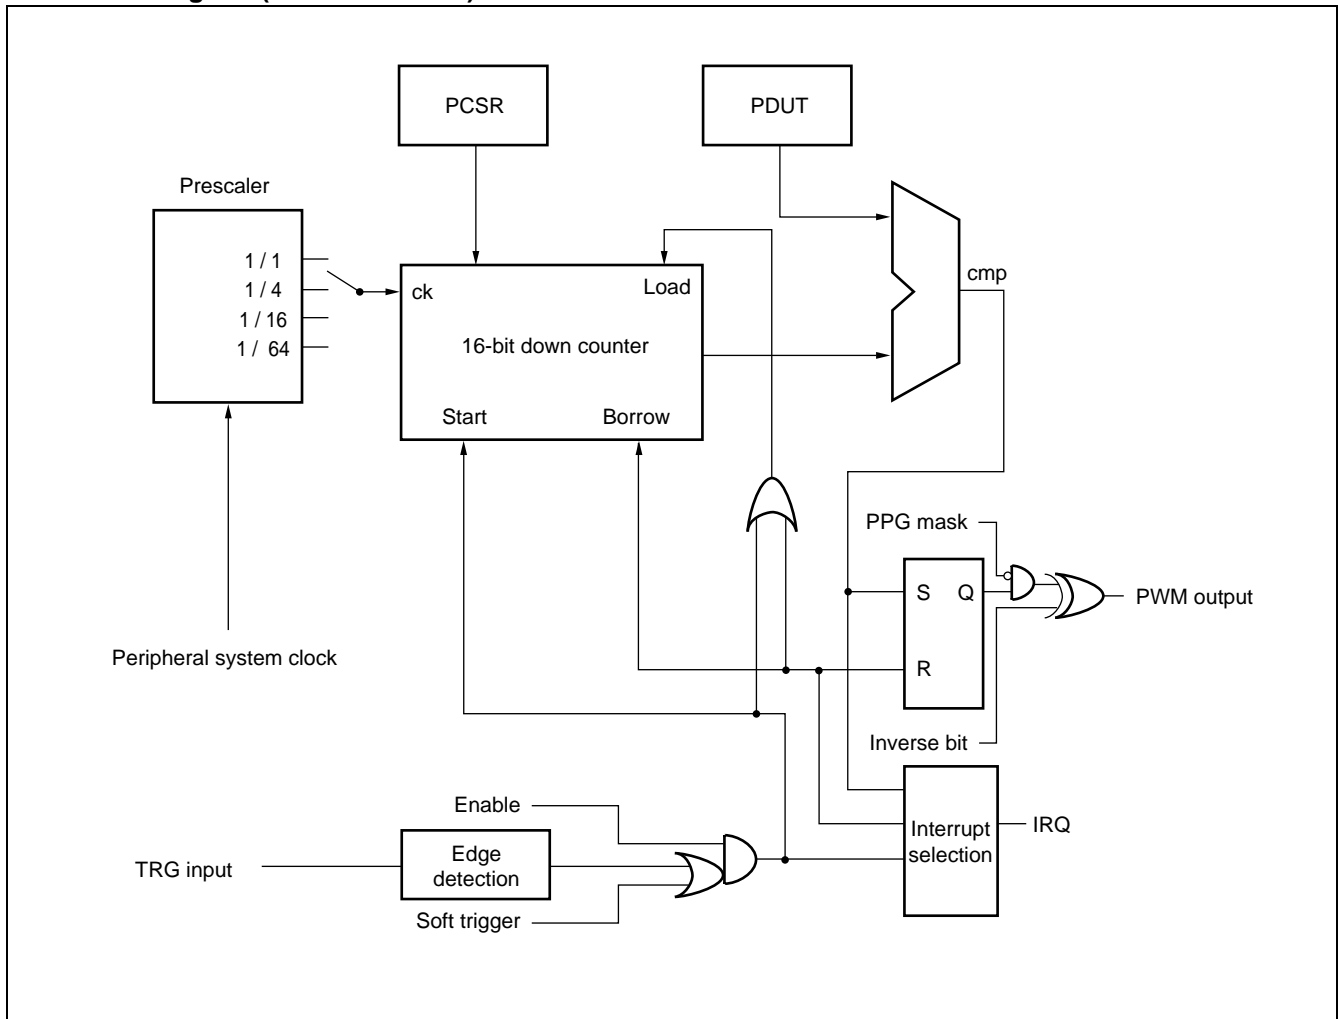 PCSR
PDUT
Prescaler
1 / 1
1 / 4
1 / 16
1 / 64
ck
Load
16-bit down counter
Start
Borrow
cmp
PPG mask
S
Q
R
PWM output
Peripheral system clock
Inverse bit
Enable
TRG input
Edge
detection
Soft trigger
Interrupt
selection
IRQ